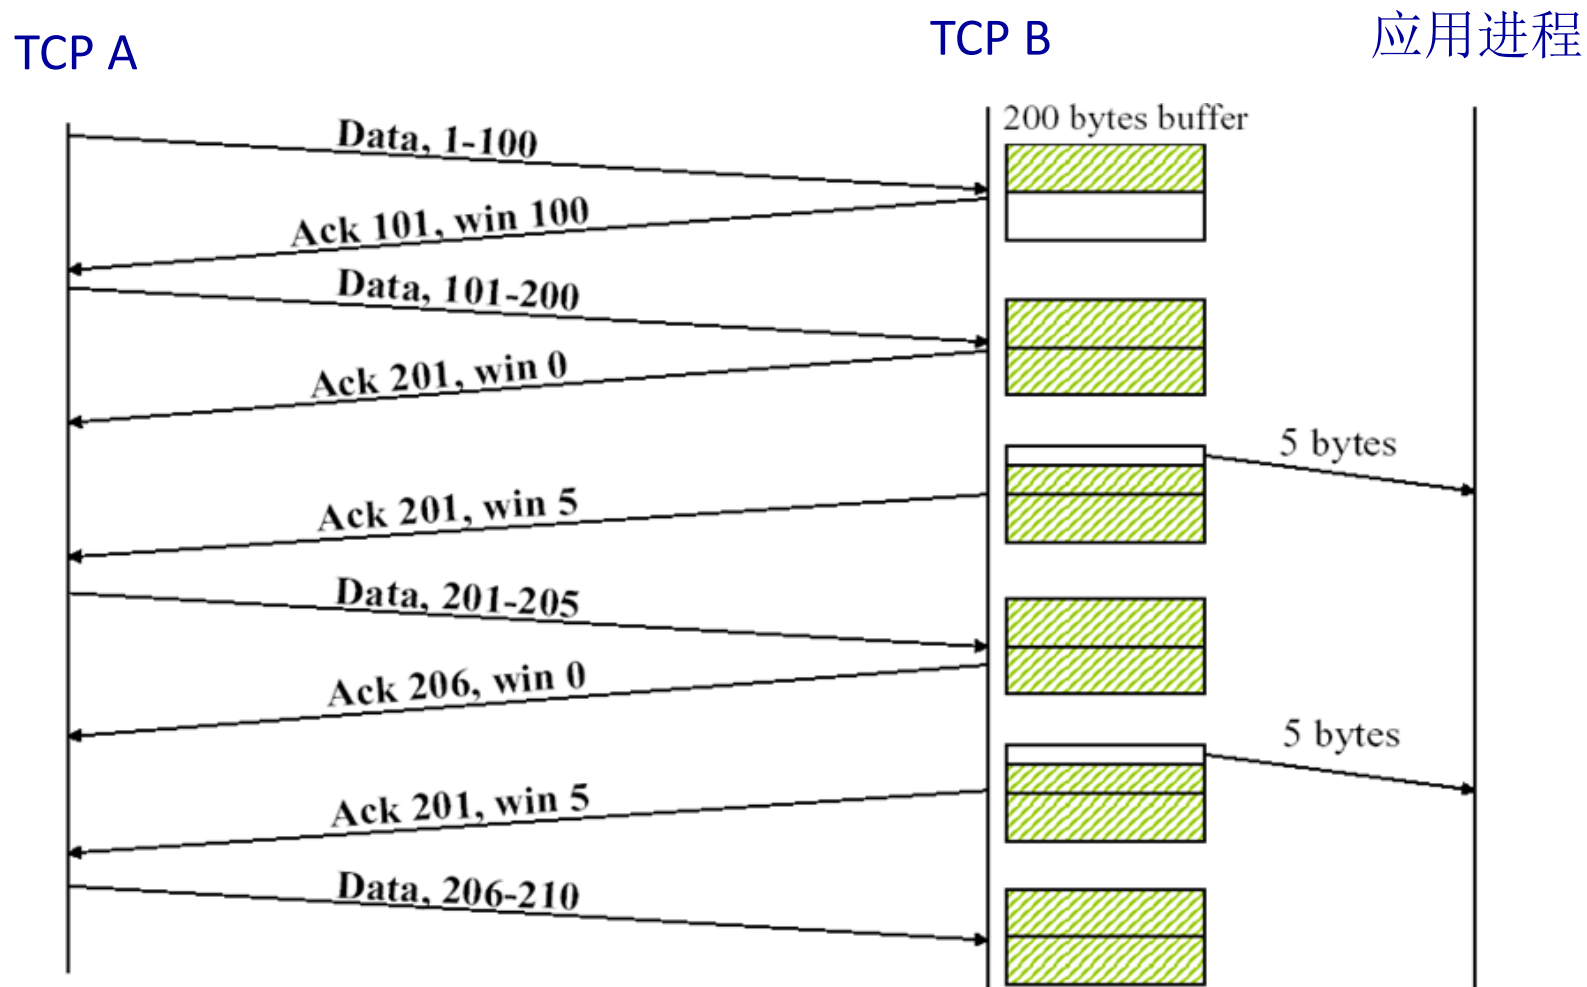 TCP A
TCP B
应用进程
200 bytes buffer
Data, 1-100
Ack 101, win 100
Data, 101-200
Ack 201, win 0
5 bytes
Ack 201, win 5
Data, 201-205
Ack 206, win 0
5 bytes
Ack 201, win 5
Data, 206-210